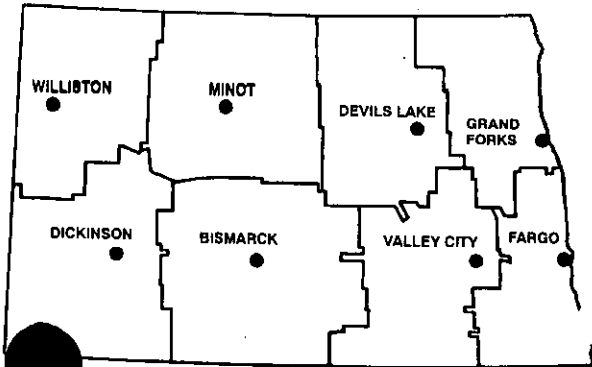 WILLISTON
MINOT
DEVILS LAKE
GRAND
FORKS
DICKINSON
BISMARCK
VALLEY CITY
FARGO